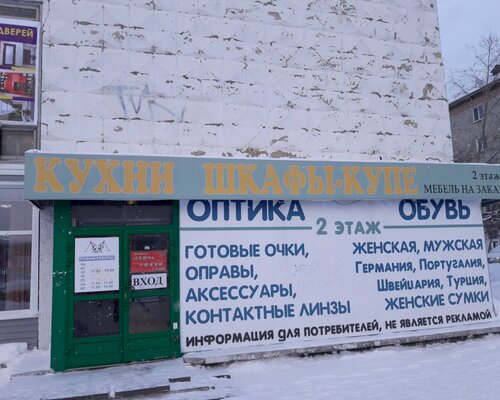 ДВЕРЕЙ
КУХНИ ШКАФЫ-КУПЕ
2 этаж
МЕБЕЛЬ НА ЗАКАЗ
ОПТИКА ОБУВЬ
2 ЭТАЖ
ГОТОВЫЕ ОЧКИ,
ОПРАВЫ,
АКСЕССУАРЫ,
КОНТАКТНЫЕ ЛИНЗЫ
ЖЕНСКАЯ, МУЖСКАЯ
ГЕРМАНИЯ, ПОРТУГАЛИЯ,
ШВЕЙЦАРИЯ, ТУРЦИЯ,
ЖЕНСКИЕ СУМКИ
ИНФОРМАЦИЯ ДЛЯ ПОТРЕБИТЕЛЕЙ, НЕ ЯВЛЯЕТСЯ РЕКЛАМОЙ
ВХОД